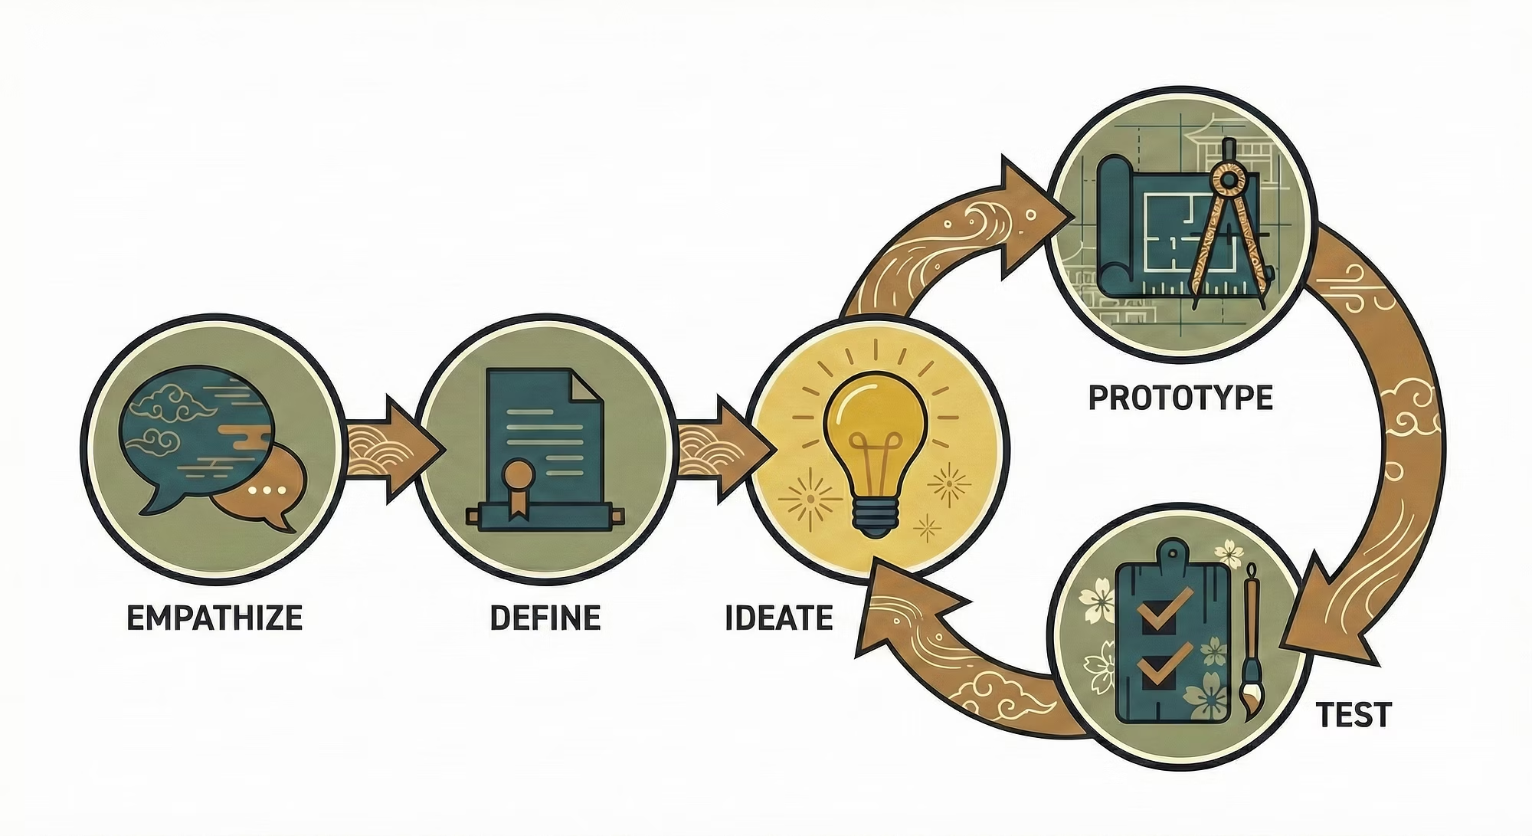 EMPATHIZE
DEFINE
IDEATE
PROTOTYPE
TEST